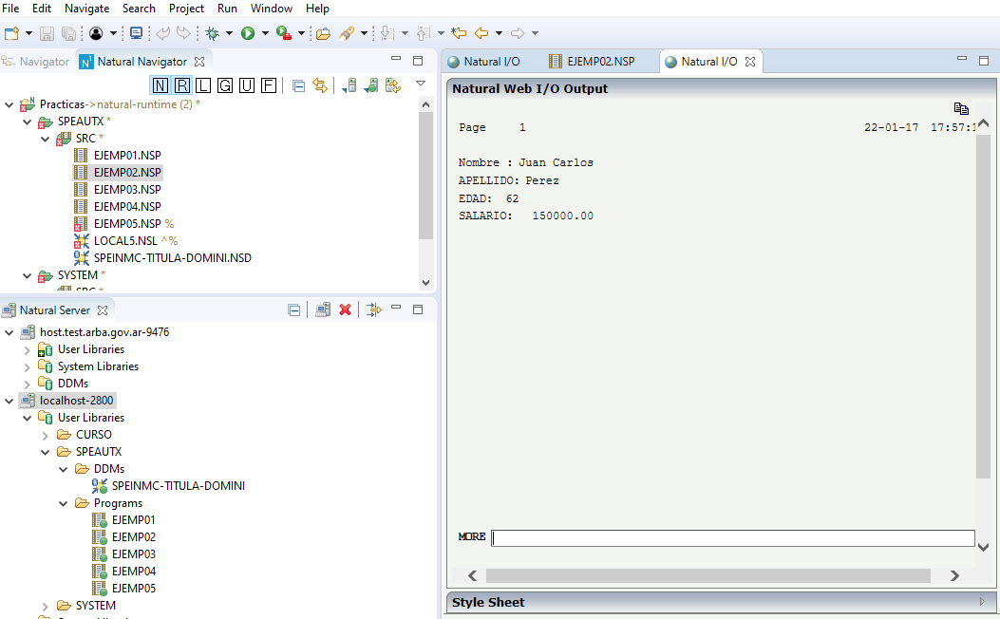 File Edit Navigate Search Project Run Window Help
Navigator Natural Navigator
N R L G U F
Practicas->natural-runtime (2) *
SPEAUTX *
SRC *
EJEMP01.NSP
EJEMP02.NSP
EJEMP03.NSP
EJEMP04.NSP
EJEMP05.NSP %
LOCAL5.NSL ^%
SPEINMC-TITULA-DOMINI.NSD
SYSTEM *
SRC *
Natural Server
host.test.arba.gov.ar-9476
User Libraries
System Libraries
DDMs
localhost-2800
User Libraries
CURSO
SPEAUTX
DDMs
SPEINMC-TITULA-DOMINI
Programs
EJEMP01
EJEMP02
EJEMP03
EJEMP04
EJEMP05
SYSTEM
Natural I/O EJEMP02.NSP Natural I/O
Natural Web I/O Output
Page 1 22-01-17 17:57:1
Nombre : Juan Carlos
APELLIDO: Perez
EDAD: 62
SALARIO: 150000.00
MORE
Style Sheet